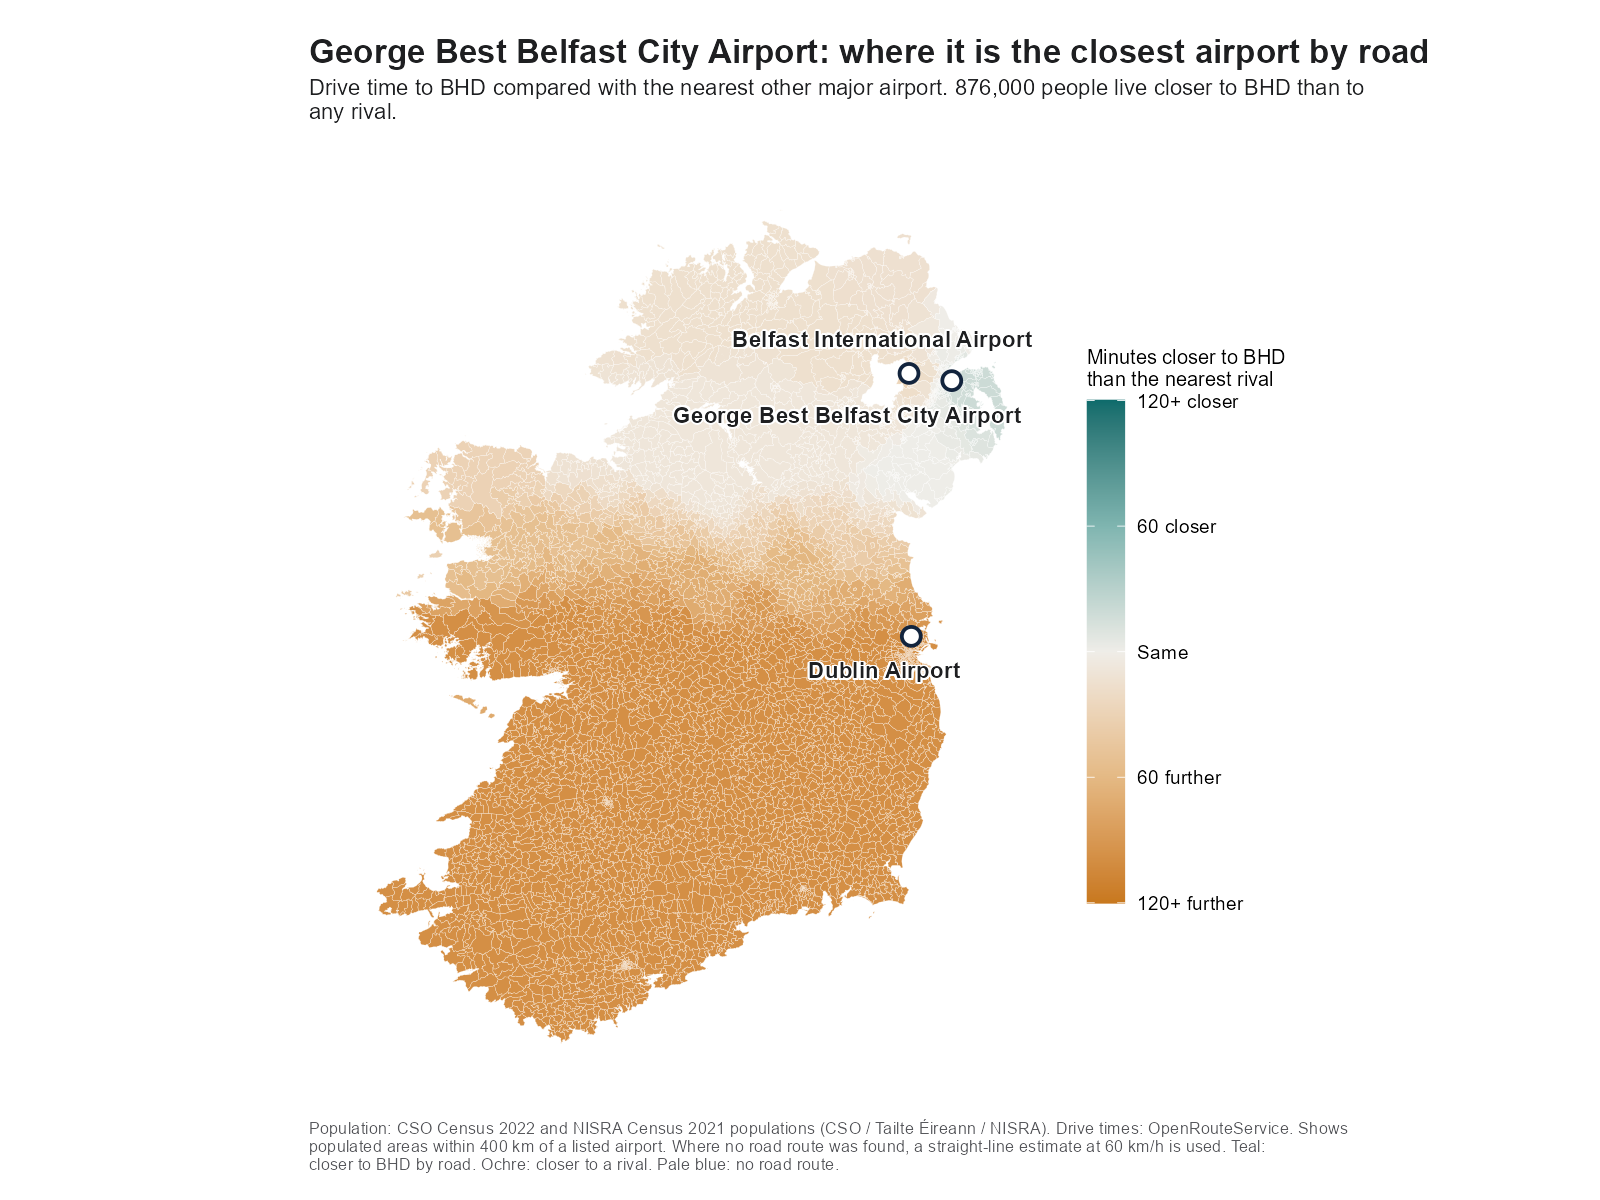 George Best Belfast City Airport: where it is the closest airport by road
Drive time to BHD compared with the nearest other major airport. 876,000 people live closer to BHD than to
any rival.
Belfast International Airport
George Best Belfast City Airport
Dublin Airport
Minutes closer to BHD
than the nearest rival
120+ closer
60 closer
Same
60 further
120+ further
Population: CSO Census 2022 and NISRA Census 2021 populations (CSO / Tailte Éireann / NISRA). Drive times: OpenRouteService. Shows
populated areas within 400 km of a listed airport. Where no road route was found, a straight-line estimate at 60 km/h is used. Teal:
closer to BHD by road. Ochre: closer to a rival. Pale blue: no road route.